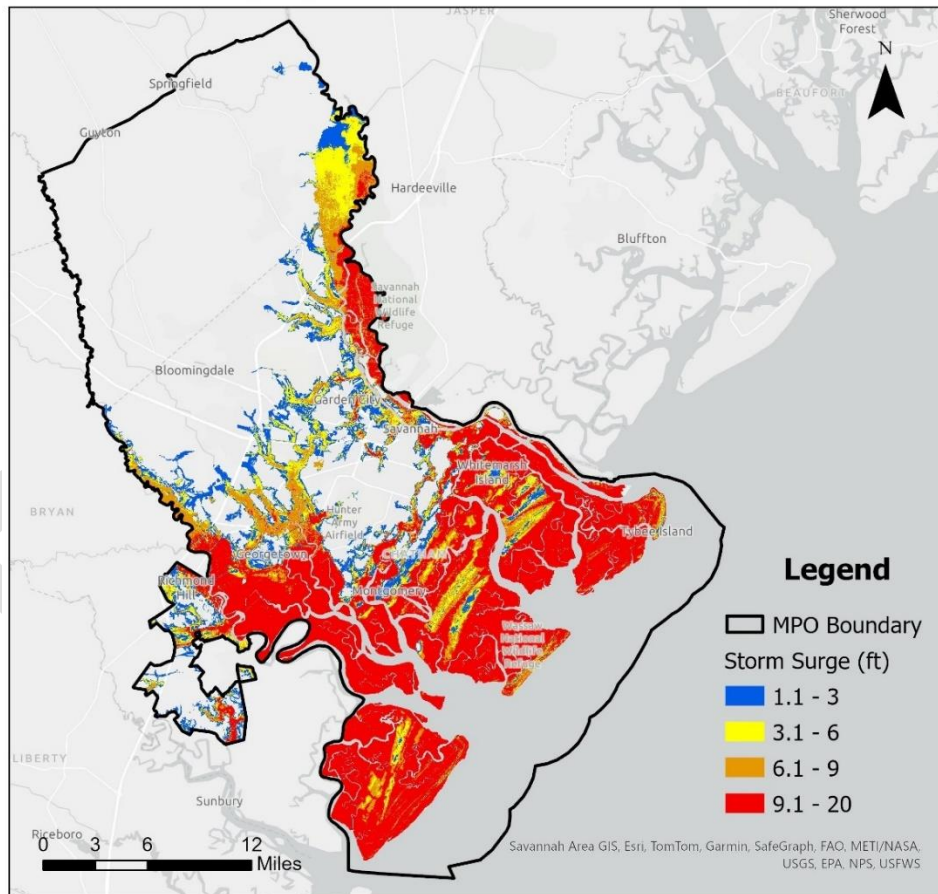 JASPER
Sherwood
Forest
BEAUFORT
N
Springfield
Guyton
Hardeeville
Bluffton
Savannah
National
Wildlife
Refuge
Bloomingdale
Garden City
Savannah
Whitemarsh
Island
BRYAN
Hunter
Army
Airfield
Tybee Island
Georgetown
CHATHAM
Richmond
Hill
Montgomery
Wassaw
National
Wildlife
Refuge
Legend
MPO Boundary
Storm Surge (ft)
1.1 - 3
3.1 - 6
6.1 - 9
9.1 - 20
LIBERTY
Sunbury
Riceboro
0 3 6 12
Miles
Savannah Area GIS, Esri, TomTom, Garmin, SafeGraph, FAO, METI/NASA,
USGS, EPA, NPS, USFWS